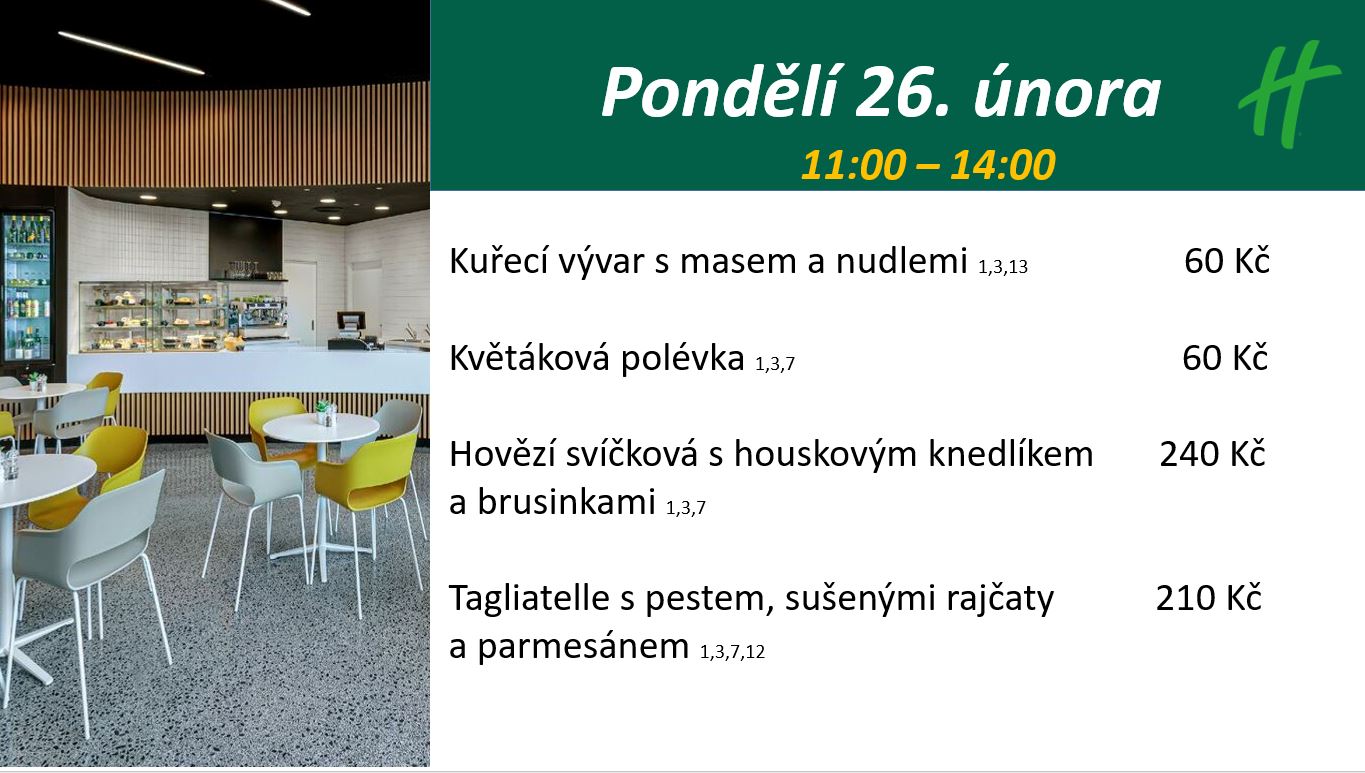 Pondělí 26. února
11:00 – 14:00
Kuřecí vývar s masem a nudlemi 1,3,13 60 Kč
Květáková polévka 1,3,7 60 Kč
Hovězí svíčková s houskovým knedlíkem 240 Kč
a brusinkami 1,3,7
Tagliatelle s pestem, sušenými rajčaty 210 Kč
a parmesánem 1,3,7,12